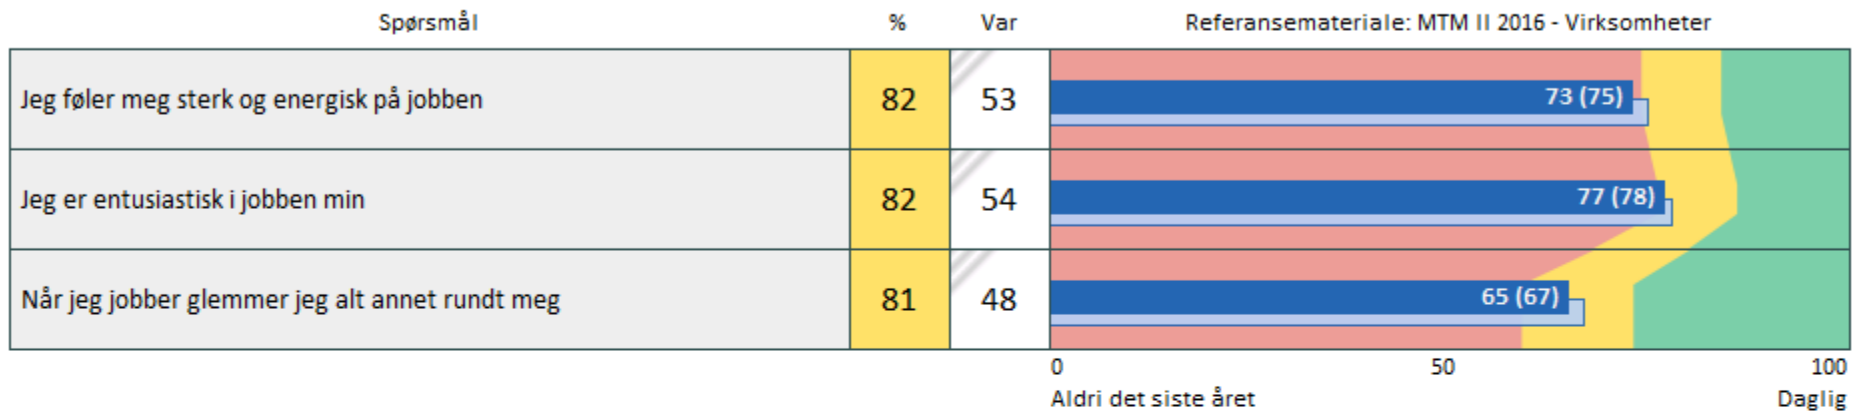 Spørsmål % Var Referansemateriale: MTM II 2016 - Virksomheter
Jeg føler meg sterk og energisk på jobben 82 53 73 (75)
Jeg er entusiastisk i jobben min 82 54 77 (78)
Når jeg jobber glemmer jeg alt annet rundt meg 81 48 65 (67)
0 50 100
Aldri det siste året Daglig